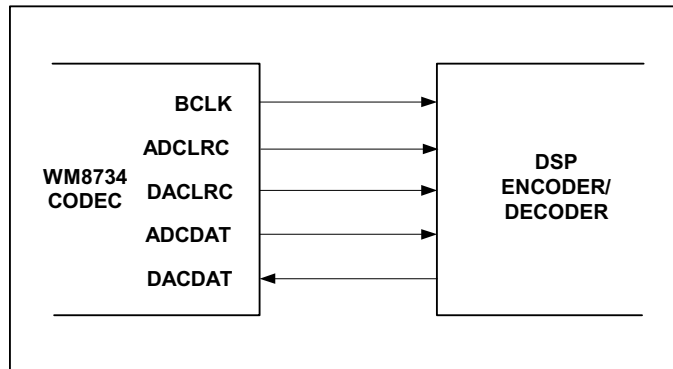 BCLK
ADCLRC
WM8734
CODEC
DACLRC
ADCDAT
DACDAT
DSP
ENCODER/
DECODER